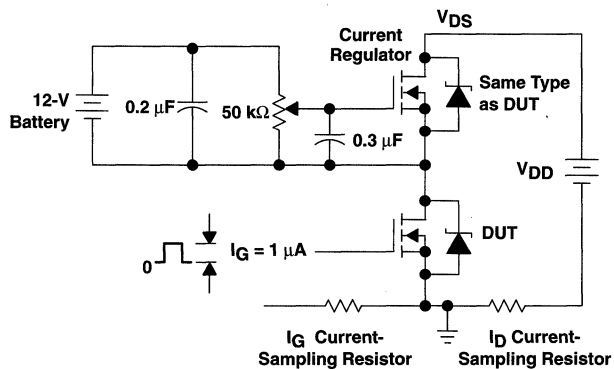 V_DS
Current
Regulator
12-V
Battery
0.2 µF
50 kΩ
0.3 µF
Same Type
as DUT
V_DD
0
I_G = 1 µA
DUT
I_G Current-
Sampling Resistor
I_D Current-
Sampling Resistor